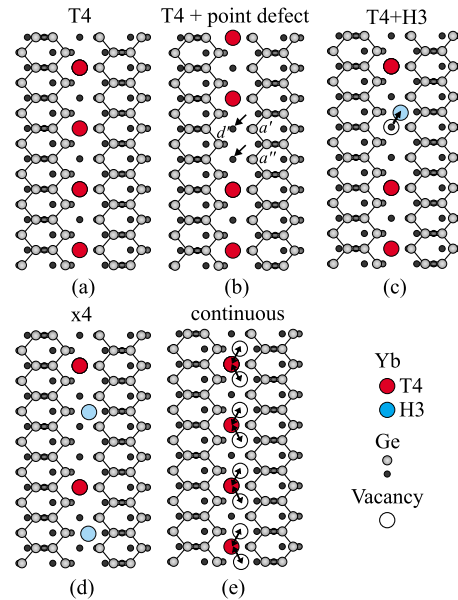 T4
T4 + point defect
T4+H3
d'
a'
a''
(a)
(b)
(c)
x4
continuous
Yb
T4
H3
Ge
Vacancy
(d)
(e)